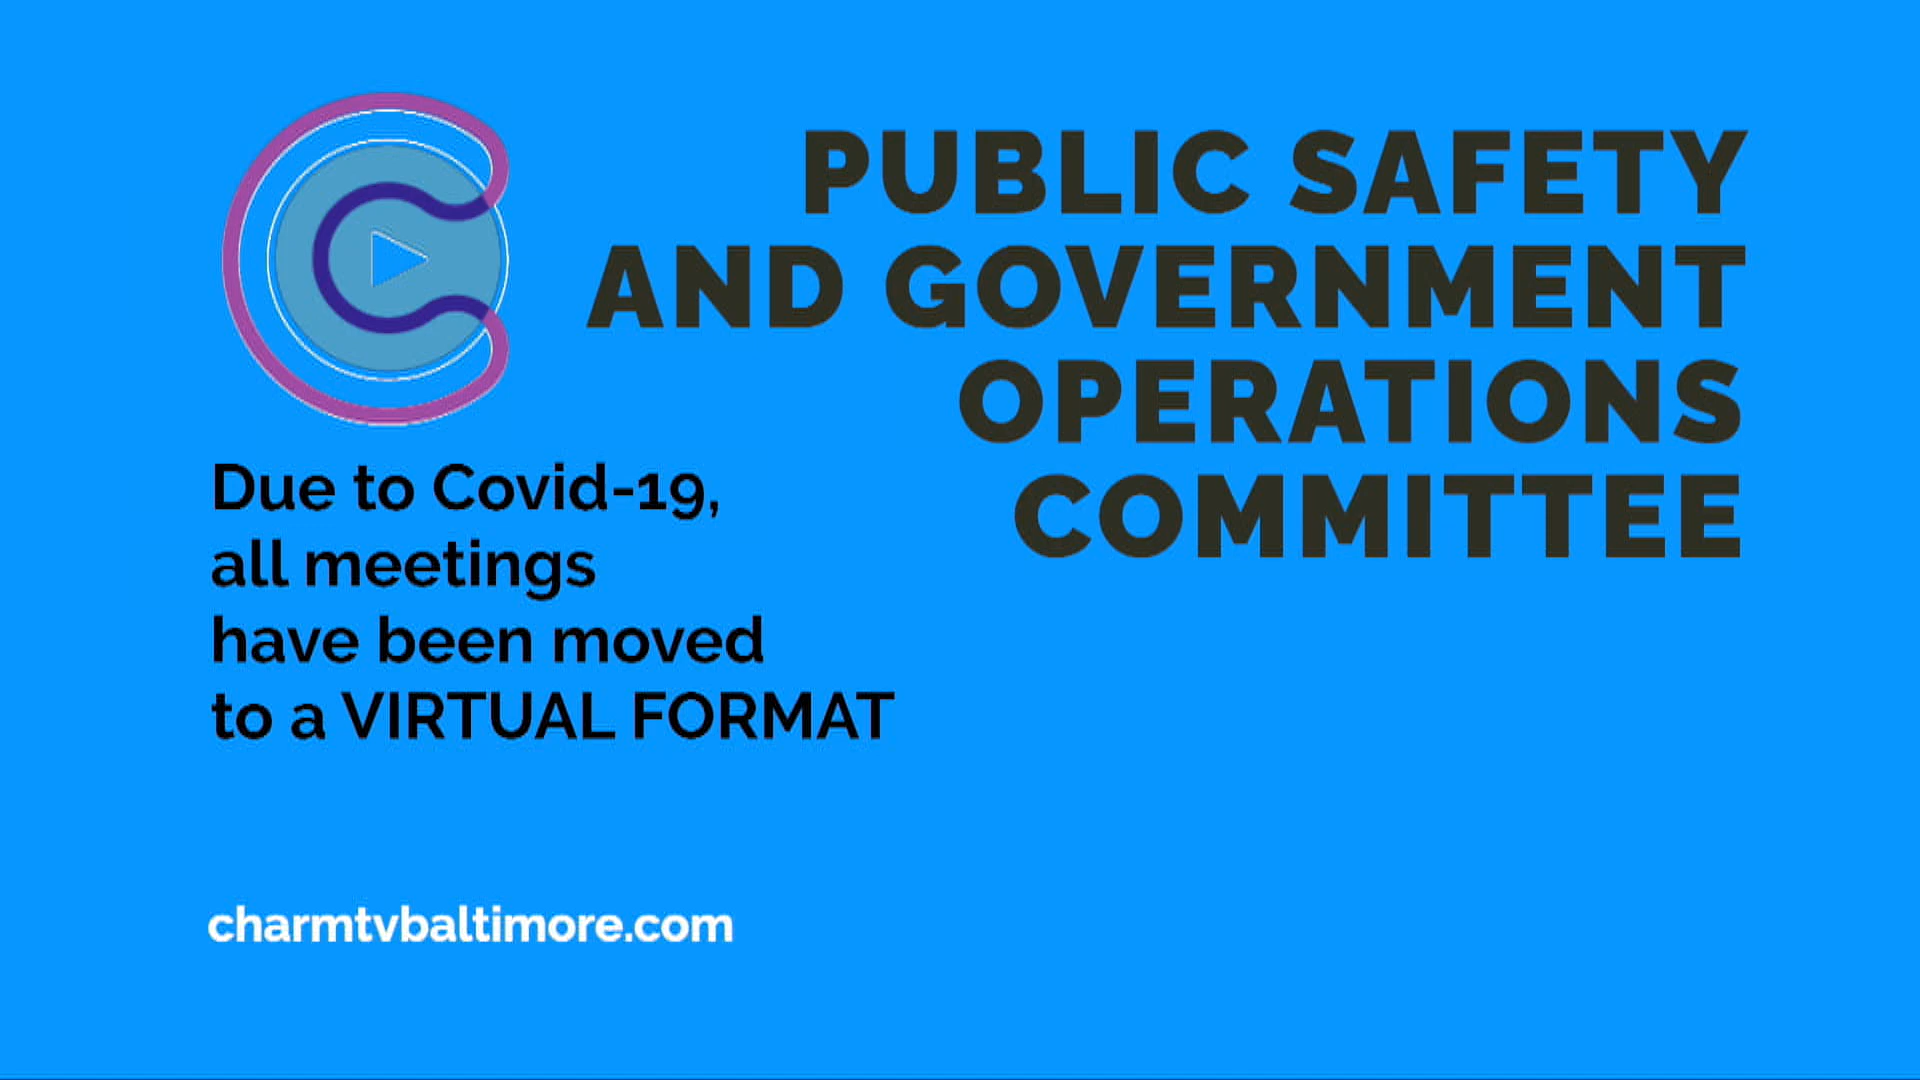 PUBLIC SAFETY
AND GOVERNMENT
OPERATIONS
COMMITTEE
Due to Covid-19,
all meetings
have been moved
to a VIRTUAL FORMAT
charmtvbaltimore.com